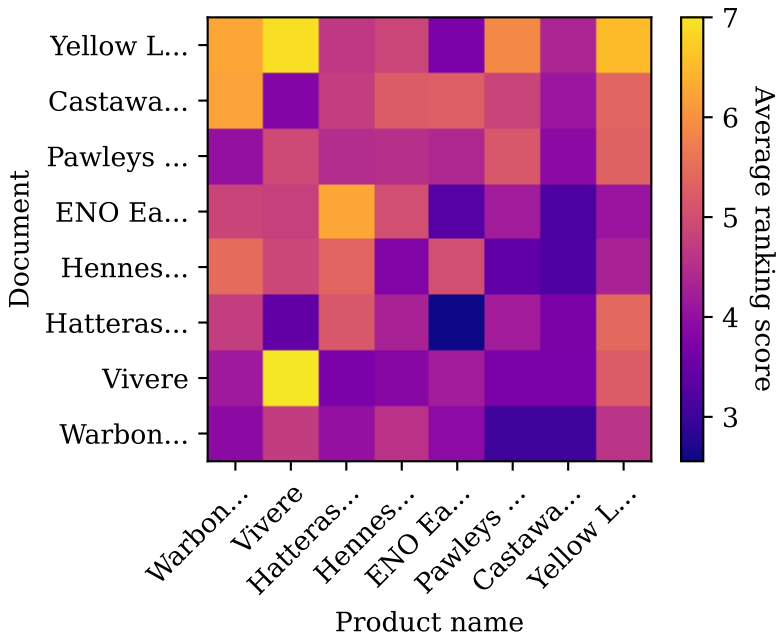 Yellow L...
Castawa...
Pawleys ...
ENO Ea...
Hennes...
Hatteras...
Vivere
Warbon...
Document
Warbon...
Vivere
Hatteras...
Hennes...
ENO Ea...
Pawleys ...
Castawa...
Yellow L...
Product name
7
6
5
4
3
Average ranking score